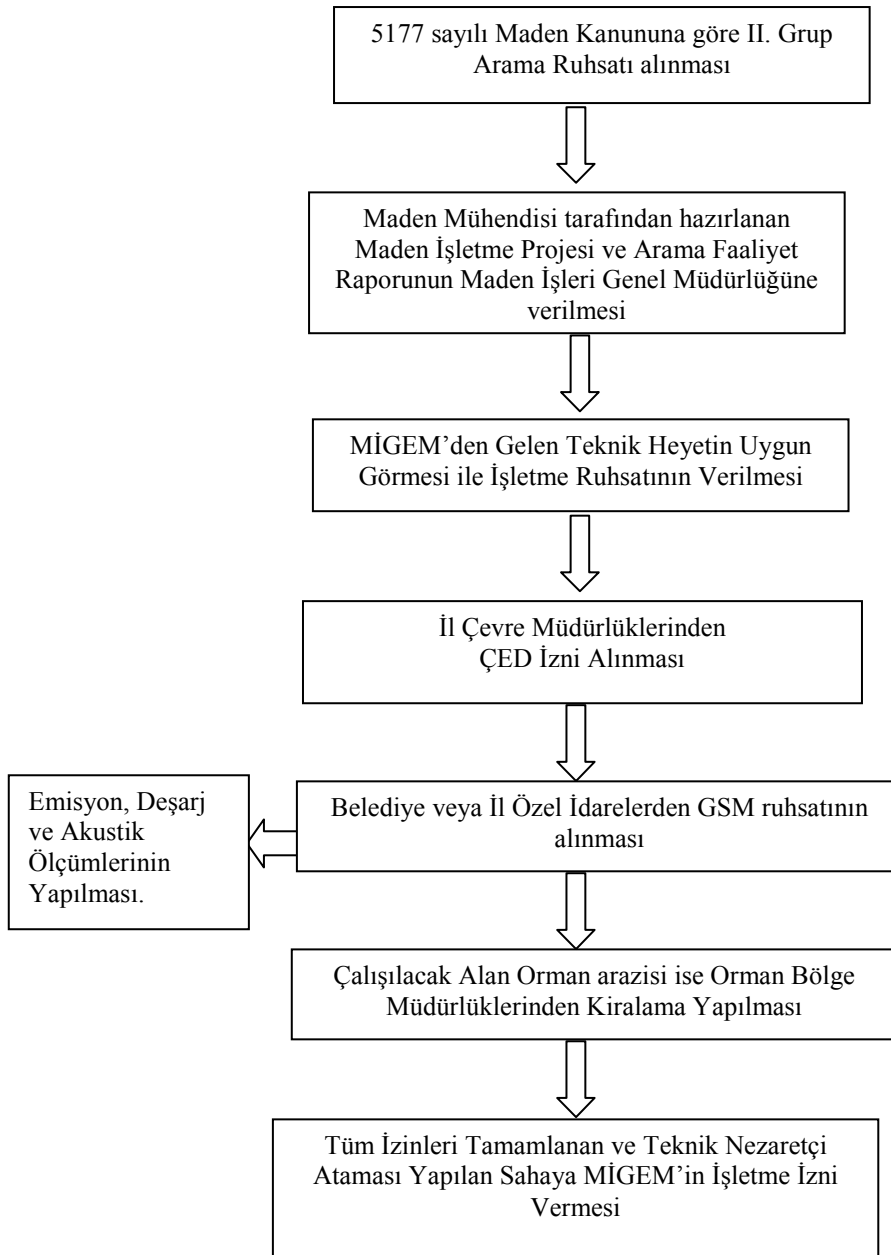 5177 sayılı Maden Kanununa göre II. Grup
Arama Ruhsatı alınması
Maden Mühendisi tarafından hazırlanan
Maden İşletme Projesi ve Arama Faaliyet
Raporunun Maden İşleri Genel Müdürlüğüne
verilmesi
MİGEM’den Gelen Teknik Heyetin Uygun
Görmesi ile İşletme Ruhsatının Verilmesi
İl Çevre Müdürlüklerinden
ÇED İzni Alınması
Belediye veya İl Özel İdarelerden GSM ruhsatının
alınması
Emisyon, Deşarj
ve Akustik
Ölçümlerinin
Yapılması.
Çalışılacak Alan Orman arazisi ise Orman Bölge
Müdürlüklerinden Kiralama Yapılması
Tüm İzinleri Tamamlanan ve Teknik Nezaretçi
Ataması Yapılan Sahaya MİGEM’in İşletme İzni
Vermesi